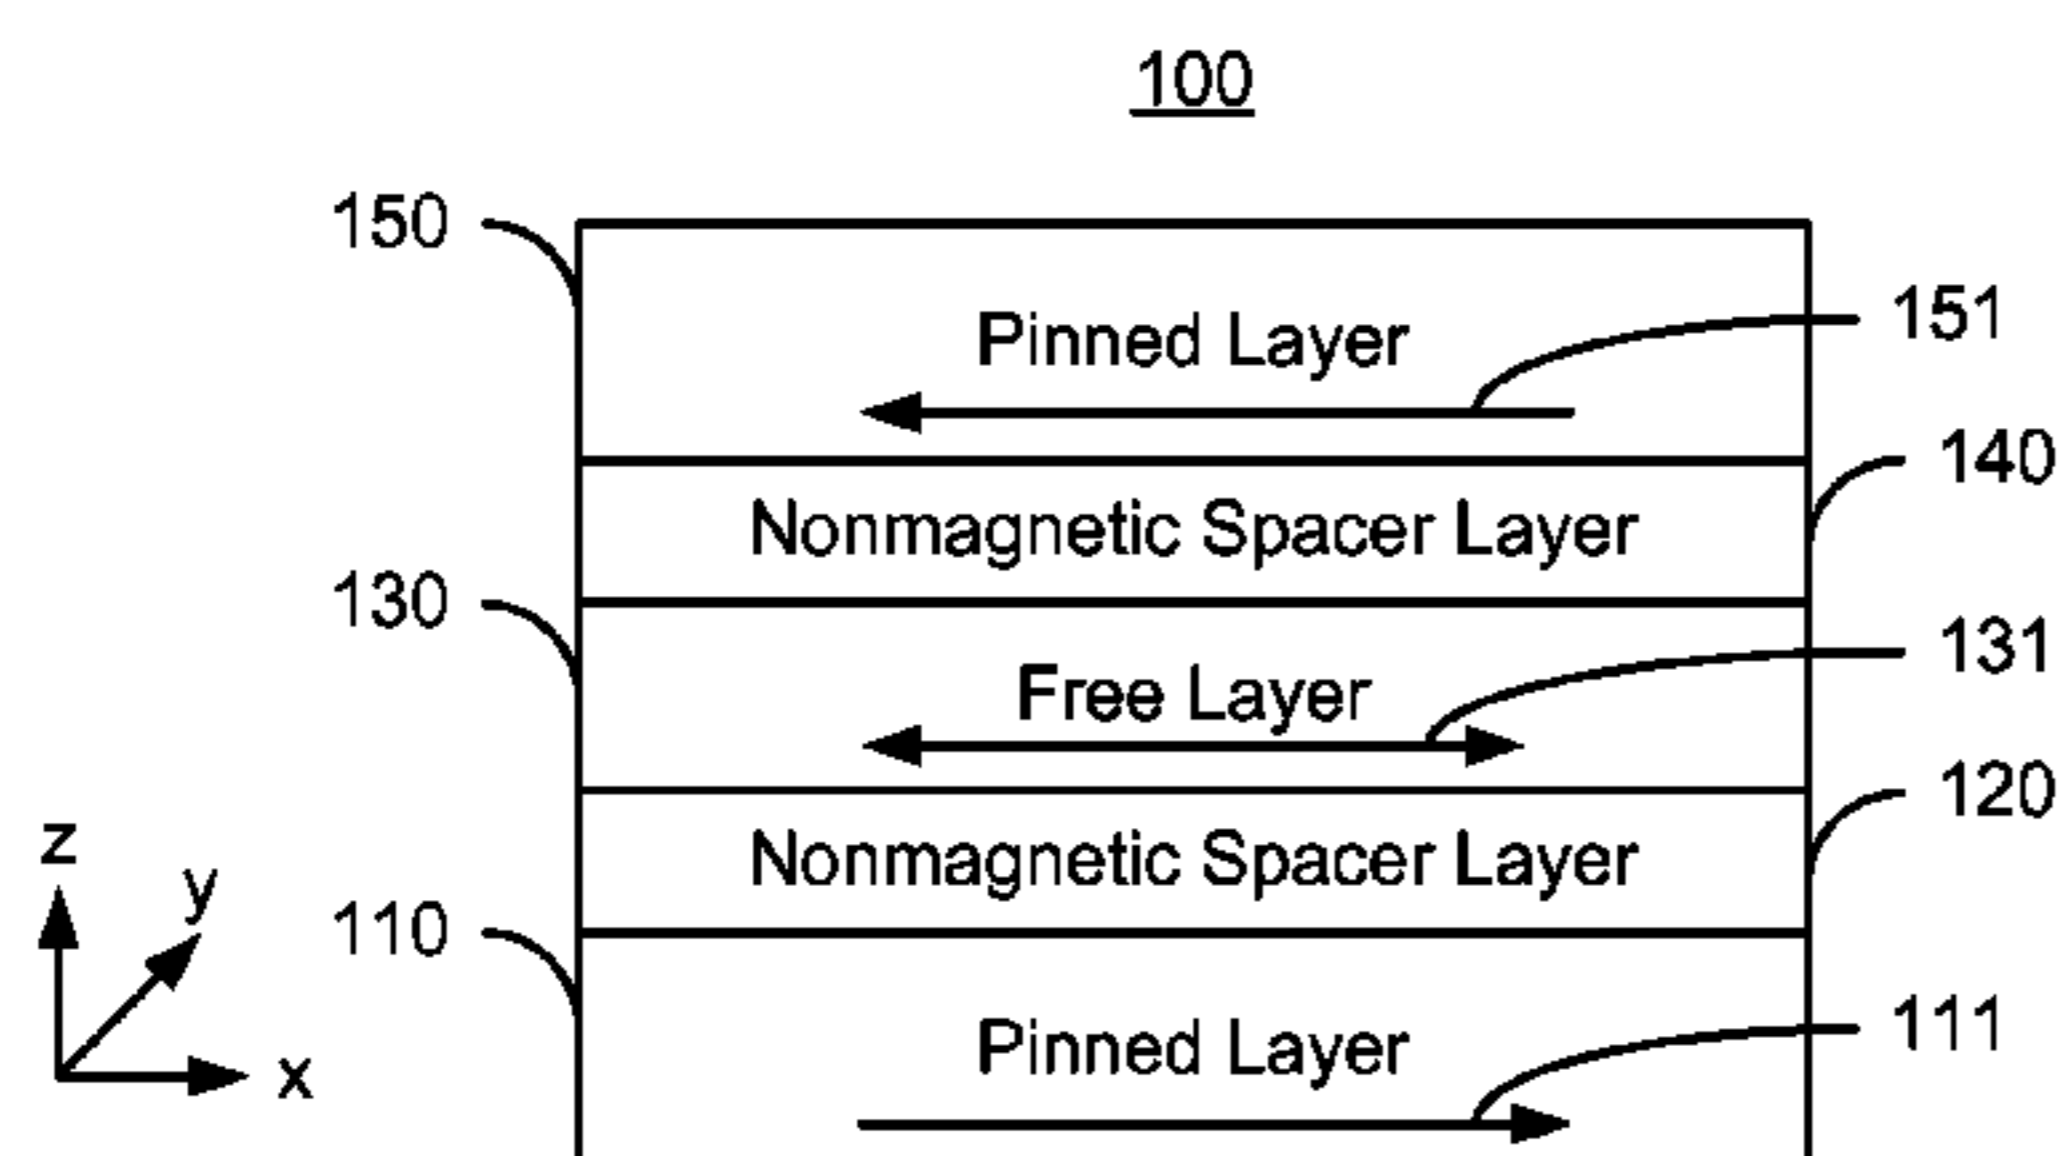 100
150
Pinned Layer
151
140
Nonmagnetic Spacer Layer
130
131
Free Layer
120
z
Nonmagnetic Spacer Layer
y
110
111
Pinned Layer
x